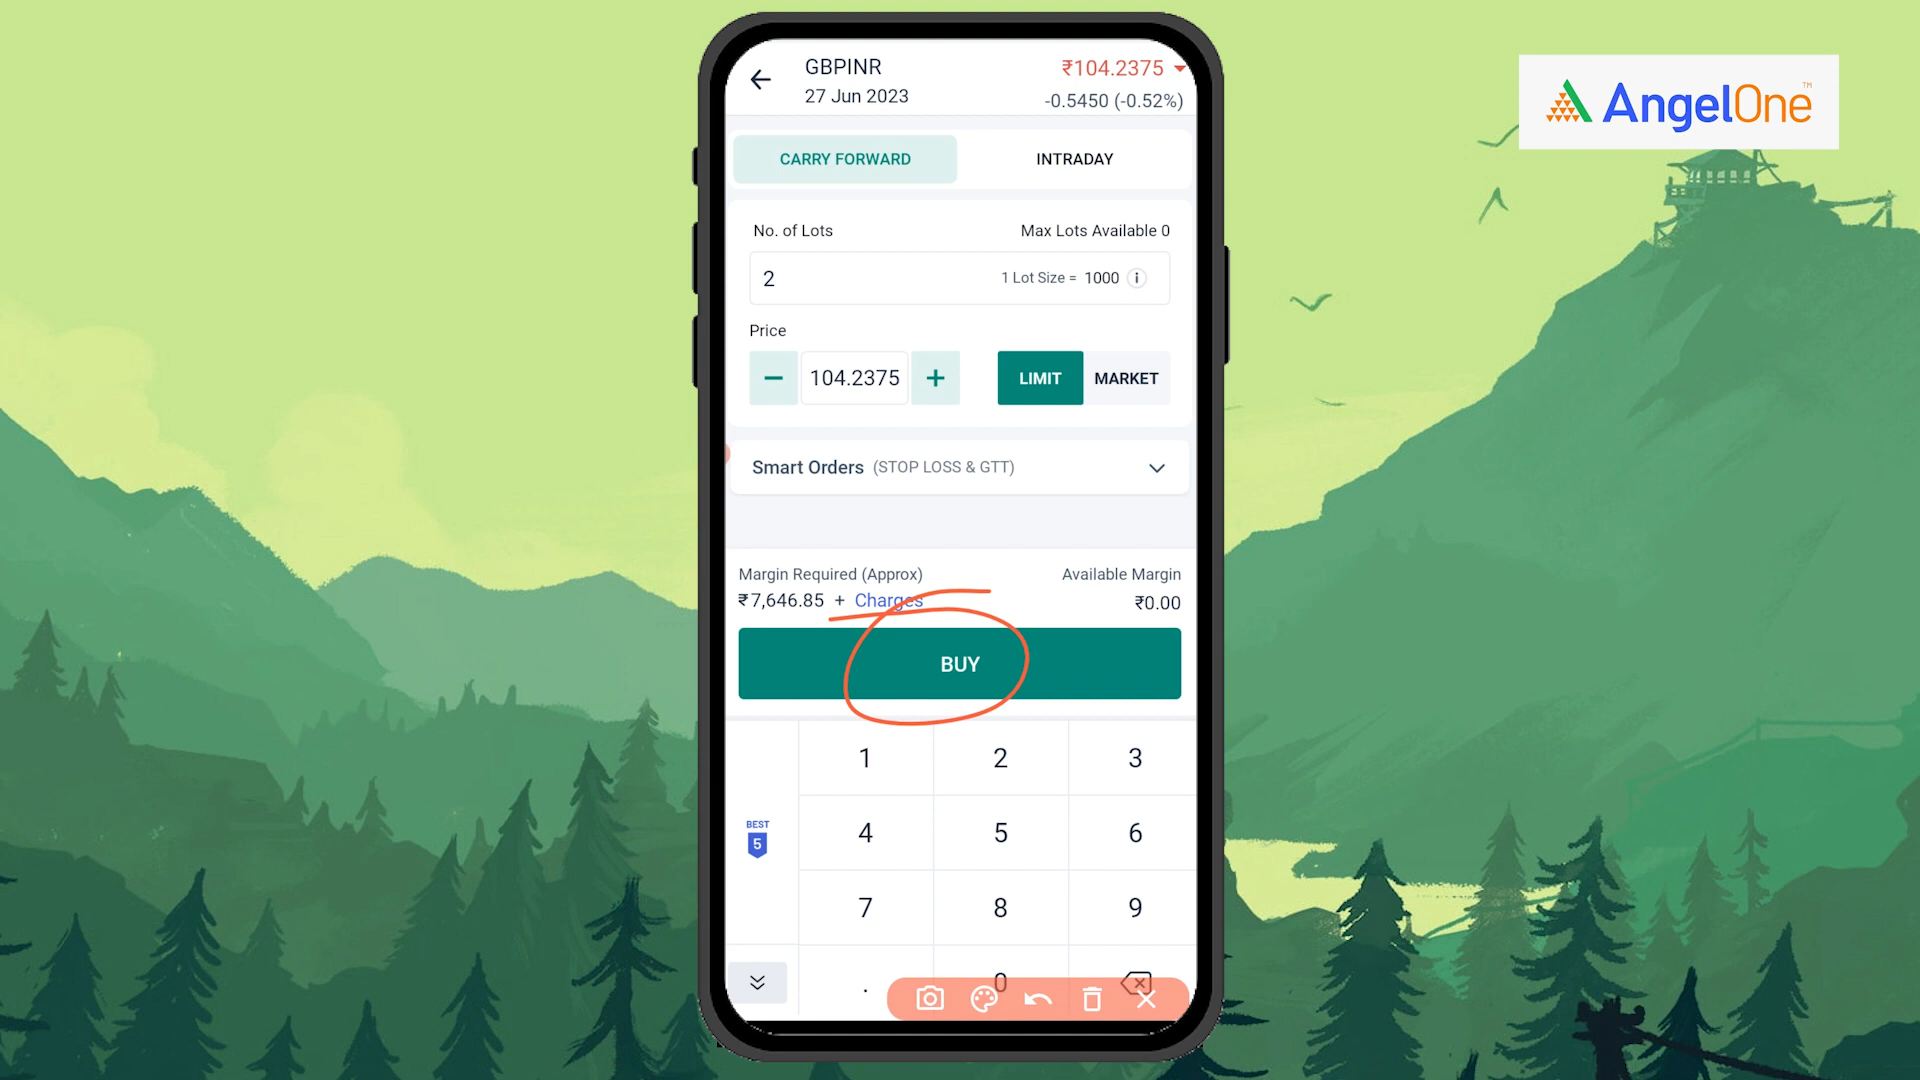 GBPINR
₹104.2375
27 Jun 2023
-0.5450 (-0.52%)
AngelOne™
CARRY FORWARD
INTRADAY
No. of Lots
Max Lots Available 0
2
1 Lot Size = 1000
Price
− 104.2375 +
LIMIT
MARKET
Smart Orders (STOP LOSS & GTT)
Margin Required (Approx)
Available Margin
₹7,646.85 + Charges
₹0.00
BUY
1 2 3
BEST
5
4 5 6
7 8 9
. 0